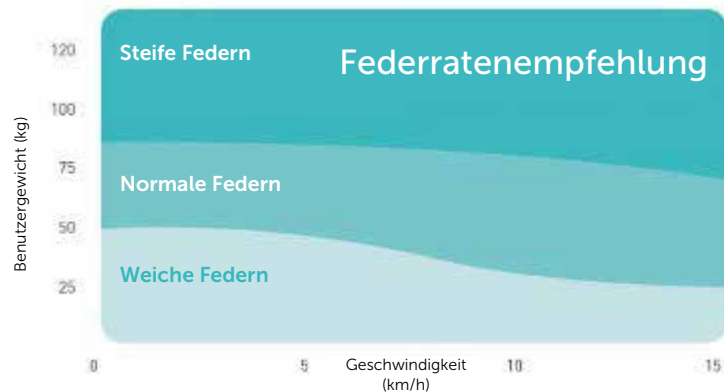 Federratenempfehlung
Steife Federn
Normale Federn
Weiche Federn
Benutzergewicht (kg)
120
100
75
50
25
0
5
10
15
Geschwindigkeit
(km/h)